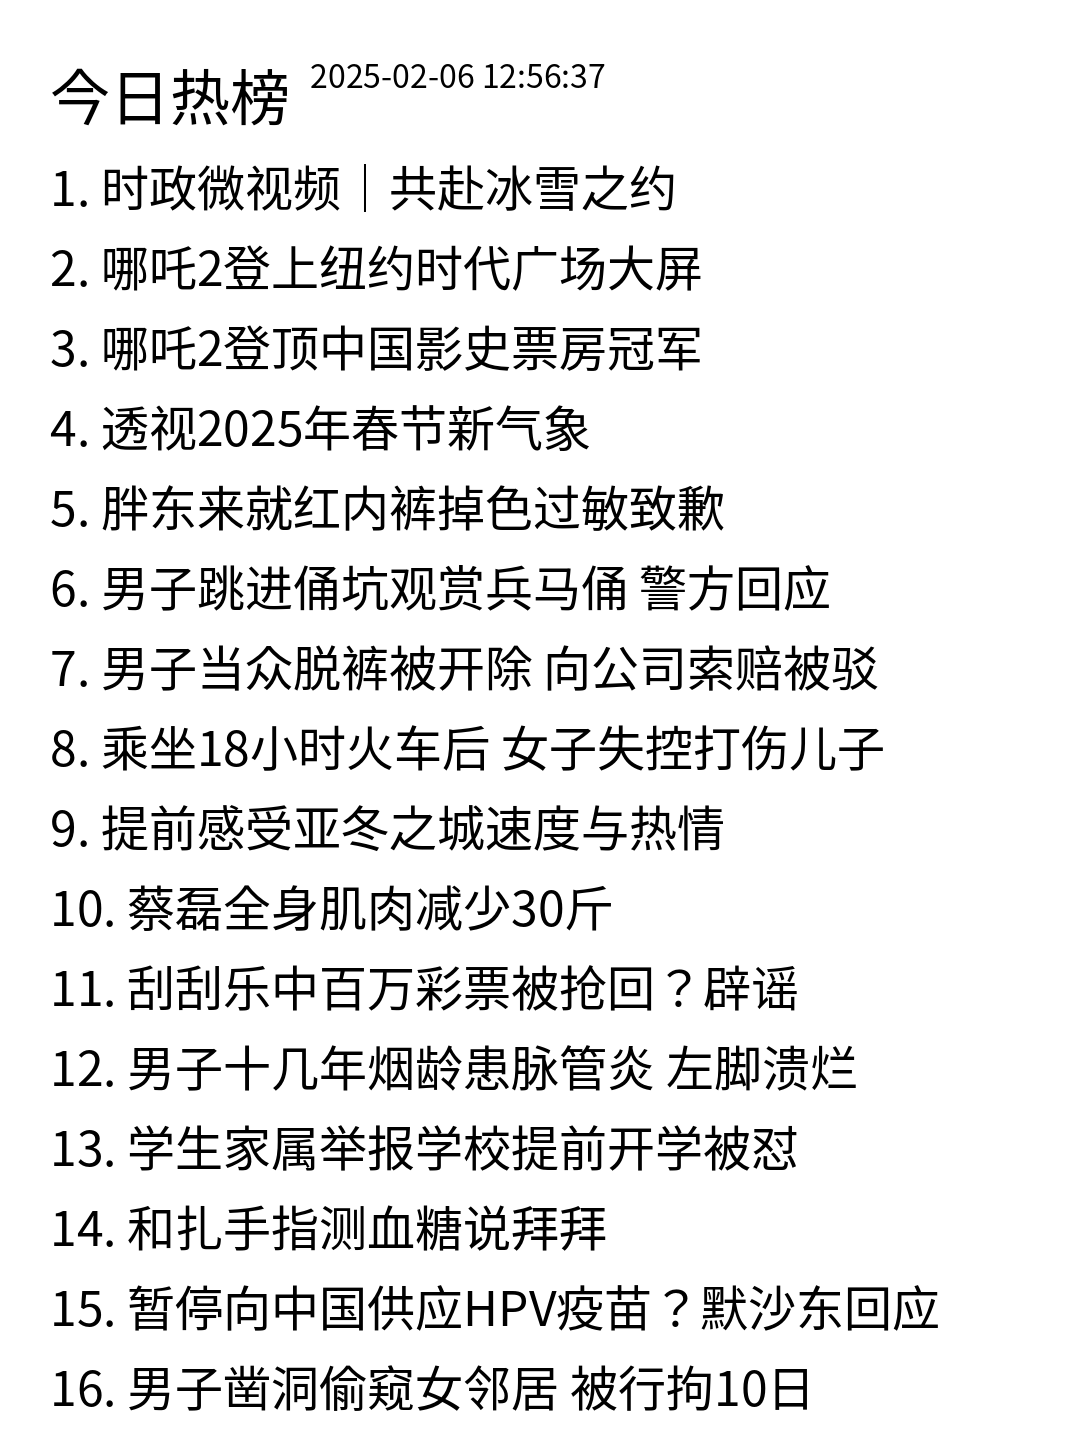 今日热榜 2025-02-06 12:56:37
1. 时政微视频｜共赴冰雪之约
2. 哪吒2登上纽约时代广场大屏
3. 哪吒2登顶中国影史票房冠军
4. 透视2025年春节新气象
5. 胖东来就红内裤掉色过敏致歉
6. 男子跳进俑坑观赏兵马俑 警方回应
7. 男子当众脱裤被开除 向公司索赔被驳
8. 乘坐18小时火车后 女子失控打伤儿子
9. 提前感受亚冬之城速度与热情
10. 蔡磊全身肌肉减少30斤
11. 刮刮乐中百万彩票被抢回？辟谣
12. 男子十几年烟龄患脉管炎 左脚溃烂
13. 学生家属举报学校提前开学被怼
14. 和扎手指测血糖说拜拜
15. 暂停向中国供应HPV疫苗？默沙东回应
16. 男子凿洞偷窥女邻居 被行拘10日